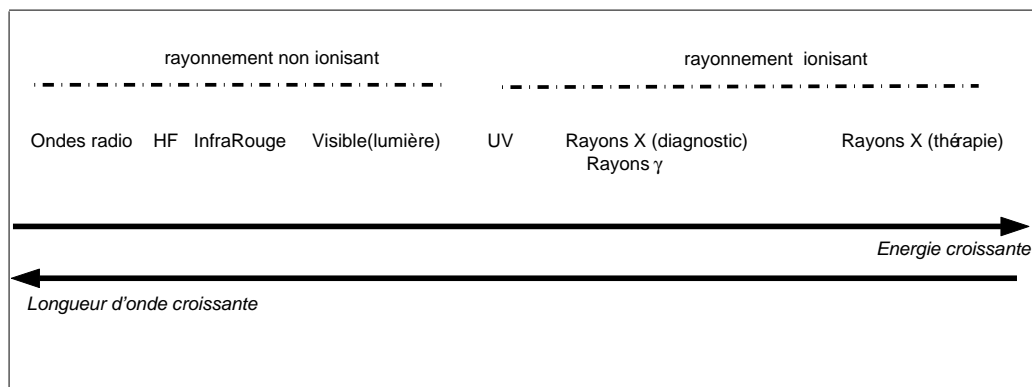 rayonnement non ionisant rayonnement ionisant
Ondes radio HF InfraRouge Visible(lumière) UV Rayons X (diagnostic) Rayons X (thérapie)
Rayons γ
Energie croissante
Longueur d'onde croissante